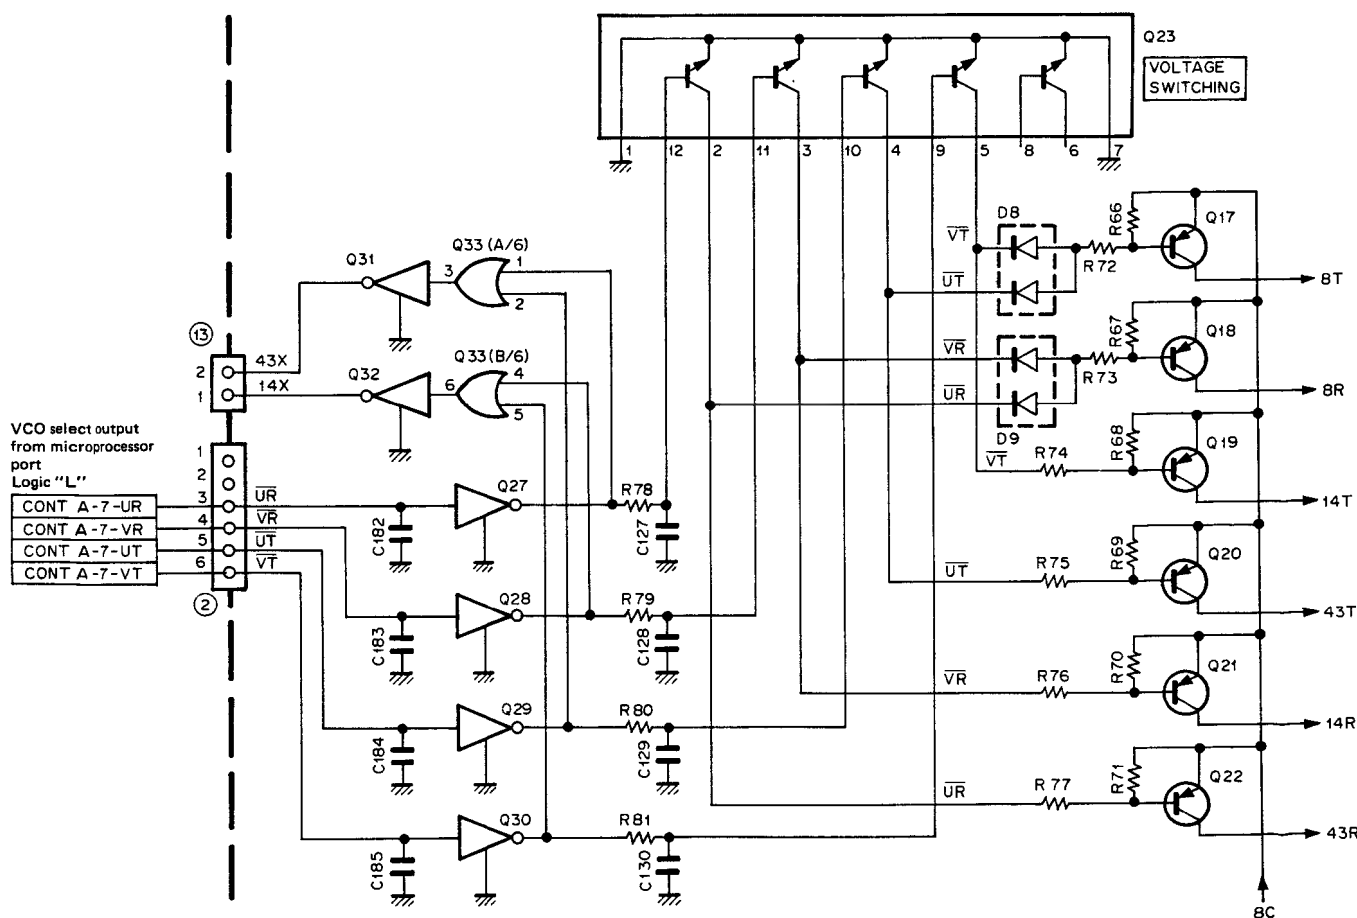 Q23
VOLTAGE
SWITCHING
1
12
2
11
3
10
4
9
5
8
6
7
Q31
Q33 (A/6)
3
1
2
Q32
Q33(B/6)
6
4
5
13
2
43X
1
14X
VCO select output
from microprocessor
port
Logic "L"
1
2
CONT A-7-UR
3
UR
CONT A-7-VR
4
VR
CONT A-7-UT
5
UT
CONT A-7-VT
6
VT
2
C182
Q27
R78
C127
C183
Q28
R79
C128
C184
Q29
R80
C129
C185
Q30
R81
C130
VT
D8
R72
R66
Q17
UT
8T
VR
R73
R67
Q18
UR
D9
8R
VT
R74
R68
Q19
14T
UT
R75
R69
Q20
43T
VR
R76
R70
Q21
14R
UR
R77
R71
Q22
43R
8C